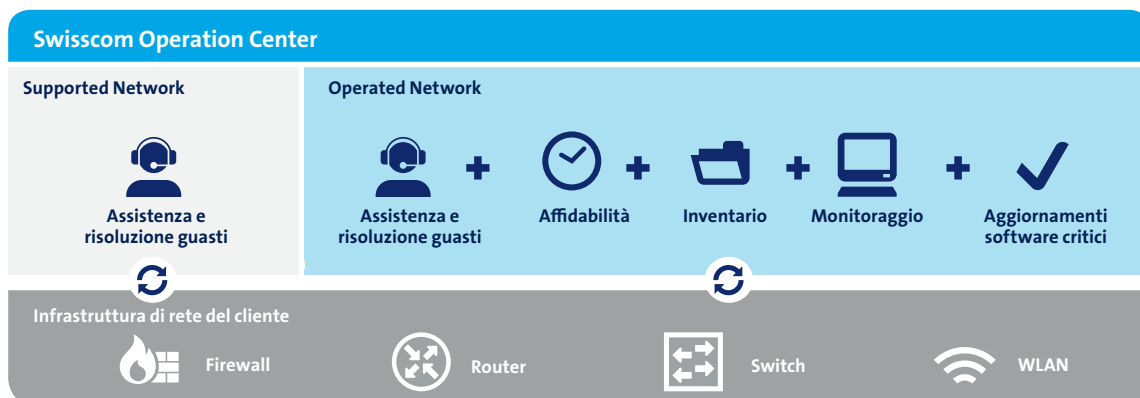 Swisscom Operation Center
Supported Network
Operated Network
Assistenza e
risoluzione guasti
Assistenza e
risoluzione guasti
Affidabilità
Inventario
Monitoraggio
Aggiornamenti
software critici
Infrastruttura di rete del cliente
Firewall
Router
Switch
WLAN